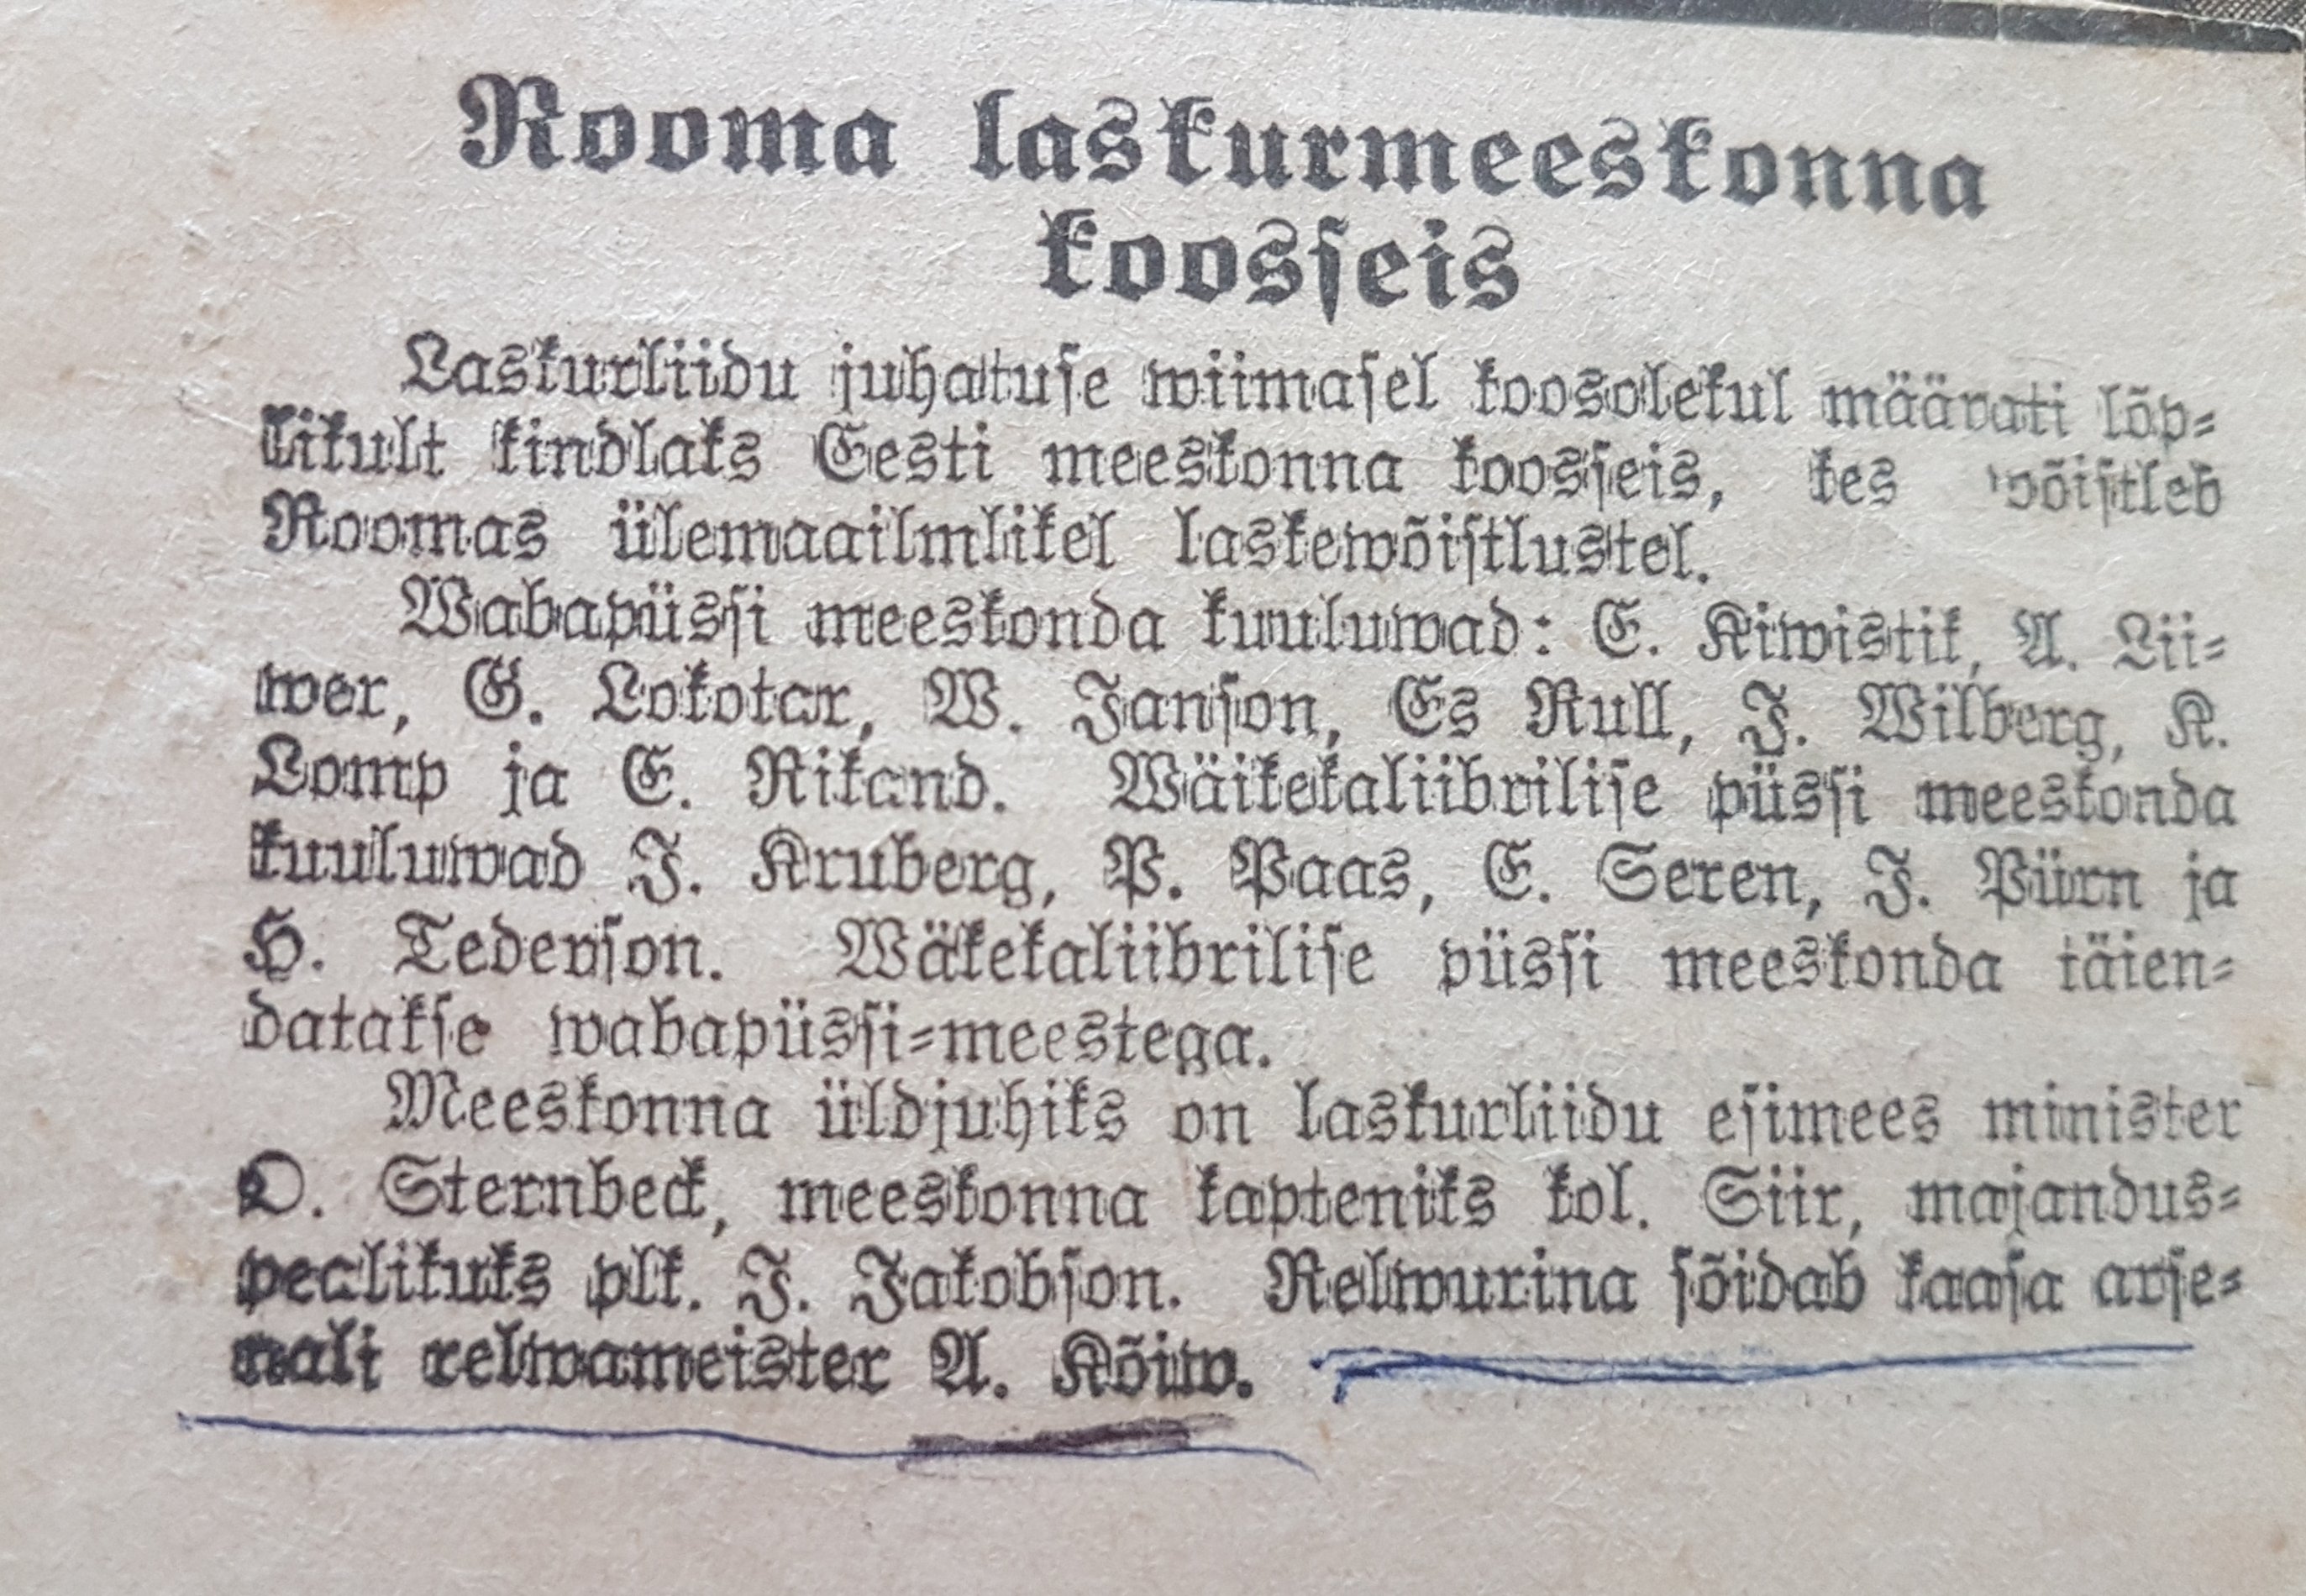 Rooma laskurmeeskonna
koosseis
Laskurliidu juhatuse wiimasel koosolekul määrati lõp-
likult kindlaks Eesti meeskonna koosseis, kes wõistleb
Roomas ülemaailmlikel laskewõistlustel.
Wabapüssi meeskonda kuuluwad: E. Kiwistik, A. Lii-
wer, G. Lokotar, W. Janson, Es Rull, J. Wilberg, K.
Lomp ja E. Rikand. Wäikekaliibrilise püssi meeskonda
kuuluwad J. Kruberg, P. Paas, E. Seren, J. Pürn ja
H. Tederson. Wäkekaliibrilise püssi meeskonda täien-
datakse wabapüssi-meestega.
Meeskonna üldjuhiks on laskurliidu esimees minister
O. Sternbeck, meeskonna kapteniks kol. Siir, majandus-
pealikuks plk. J. Jakobson. Relwurina sõidab kaasa arse-
nali relwameister A. Kõiw.